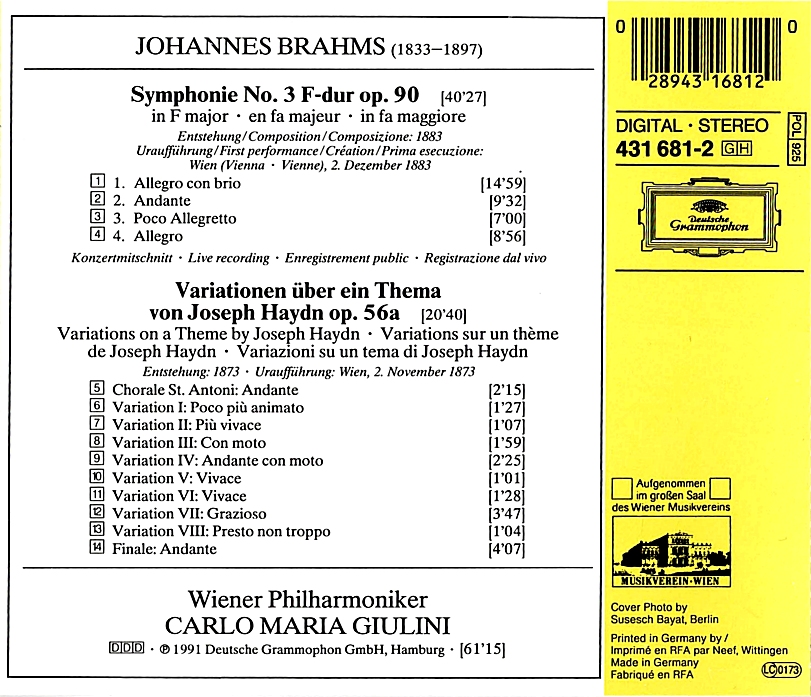 JOHANNES BRAHMS (1833–1897)
Symphonie No. 3 F-dur op. 90 [40'27]
in F major · en fa majeur · in fa maggiore
Entstehung/Composition/Composizione: 1883
Uraufführung/First performance/Création/Prima esecuzione:
Wien (Vienna · Vienne), 2. Dezember 1883
1 1. Allegro con brio [14'59]
2 2. Andante [9'32]
3 3. Poco Allegretto [7'00]
4 4. Allegro [8'56]
Konzertmitschnitt · Live recording · Enregistrement public · Registrazione dal vivo
Variationen über ein Thema
von Joseph Haydn op. 56a [20'40]
Variations on a Theme by Joseph Haydn · Variations sur un thème
de Joseph Haydn · Variazioni su un tema di Joseph Haydn
Entstehung: 1873 · Uraufführung: Wien, 2. November 1873
5 Chorale St. Antoni: Andante [2'15]
6 Variation I: Poco più animato [1'27]
7 Variation II: Più vivace [1'07]
8 Variation III: Con moto [1'59]
9 Variation IV: Andante con moto [2'25]
10 Variation V: Vivace [1'01]
11 Variation VI: Vivace [1'28]
12 Variation VII: Grazioso [3'47]
13 Variation VIII: Presto non troppo [1'04]
14 Finale: Andante [4'07]
Wiener Philharmoniker
CARLO MARIA GIULINI
DDD · ℗ 1991 Deutsche Grammophon GmbH, Hamburg · [61'15]
0 28943 16812 0
DIGITAL · STEREO
431 681-2 GH
POL 925
Deutsche
Grammophon
Aufgenommen
im großen Saal
des Wiener Musikvereins
MUSIKVEREIN·WIEN
Cover Photo by
Susesch Bayat, Berlin
Printed in Germany by /
Imprimé en RFA par Neef, Wittingen
Made in Germany
Fabriqué en RFA
LC 0173